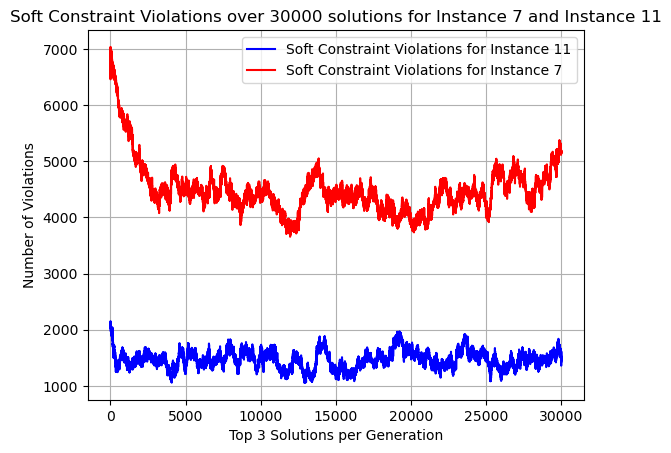 Soft Constraint Violations over 30000 solutions for Instance 7 and Instance 11
Soft Constraint Violations for Instance 11
Soft Constraint Violations for Instance 7
7000
6000
5000
4000
3000
2000
1000
Number of Violations
0 5000 10000 15000 20000 25000 30000
Top 3 Solutions per Generation